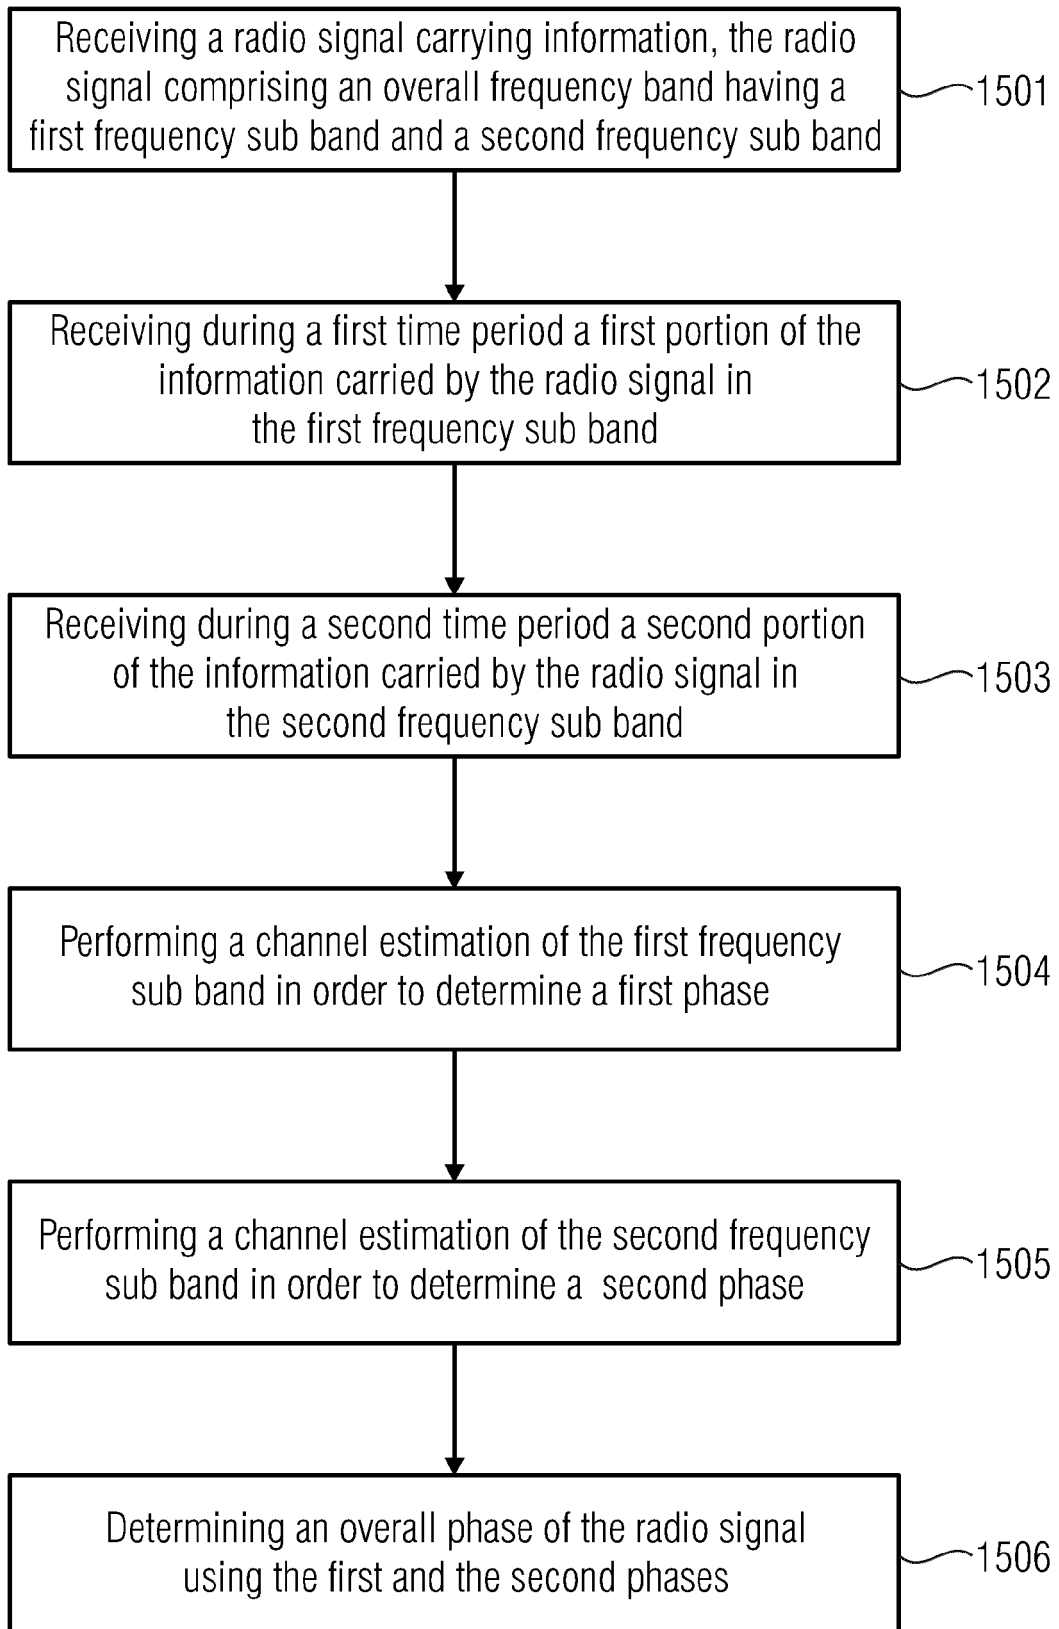 Receiving a radio signal carrying information, the radio
signal comprising an overall frequency band having a
first frequency sub band and a second frequency sub band
1501
Receiving during a first time period a first portion of the
information carried by the radio signal in
the first frequency sub band
1502
Receiving during a second time period a second portion
of the information carried by the radio signal in
the second frequency sub band
1503
Performing a channel estimation of the first frequency
sub band in order to determine a first phase
1504
Performing a channel estimation of the second frequency
sub band in order to determine a second phase
1505
Determining an overall phase of the radio signal
using the first and the second phases
1506